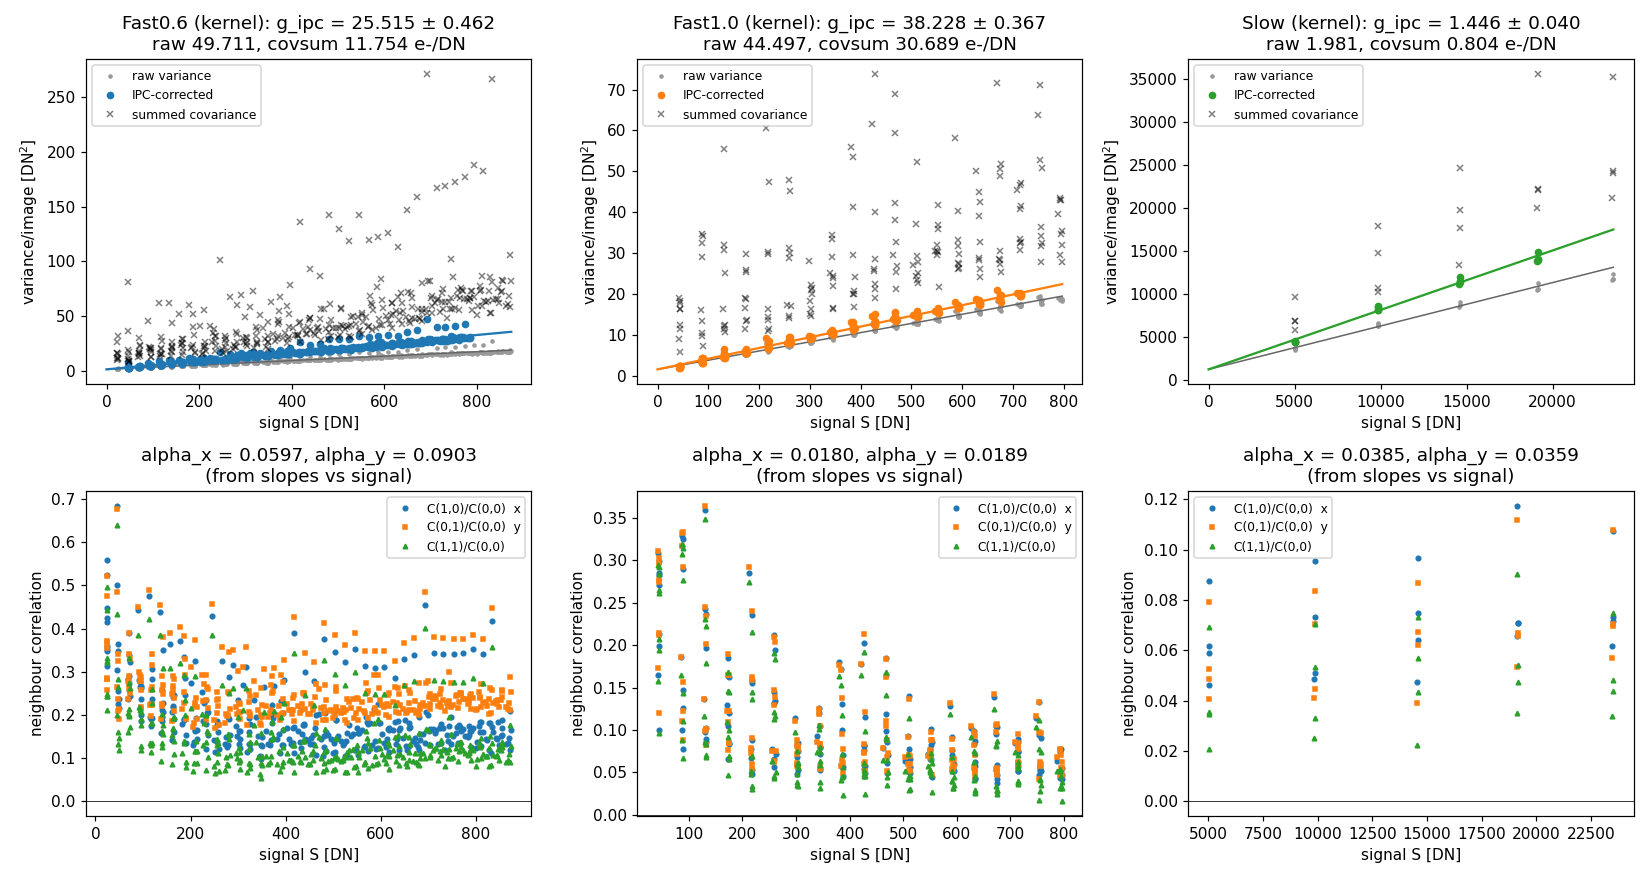 Fast0.6 (kernel): g_ipc = 25.515 ± 0.462
raw 49.711, covsum 11.754 e-/DN
raw variance
IPC-corrected
summed covariance
250
200
150
100
50
0
variance/image [DN²]
0 200 400 600 800
signal S [DN]
Fast1.0 (kernel): g_ipc = 38.228 ± 0.367
raw 44.497, covsum 30.689 e-/DN
raw variance
IPC-corrected
summed covariance
70
60
50
40
30
20
10
0
variance/image [DN²]
0 100 200 300 400 500 600 700 800
signal S [DN]
Slow (kernel): g_ipc = 1.446 ± 0.040
raw 1.981, covsum 0.804 e-/DN
raw variance
IPC-corrected
summed covariance
35000
30000
25000
20000
15000
10000
5000
0
variance/image [DN²]
0 5000 10000 15000 20000
signal S [DN]
alpha_x = 0.0597, alpha_y = 0.0903
(from slopes vs signal)
C(1,0)/C(0,0) x
C(0,1)/C(0,0) y
C(1,1)/C(0,0)
0.7
0.6
0.5
0.4
0.3
0.2
0.1
0.0
neighbour correlation
0 200 400 600 800
signal S [DN]
alpha_x = 0.0180, alpha_y = 0.0189
(from slopes vs signal)
C(1,0)/C(0,0) x
C(0,1)/C(0,0) y
C(1,1)/C(0,0)
0.35
0.30
0.25
0.20
0.15
0.10
0.05
0.00
neighbour correlation
100 200 300 400 500 600 700 800
signal S [DN]
alpha_x = 0.0385, alpha_y = 0.0359
(from slopes vs signal)
C(1,0)/C(0,0) x
C(0,1)/C(0,0) y
C(1,1)/C(0,0)
0.12
0.10
0.08
0.06
0.04
0.02
0.00
neighbour correlation
5000 7500 10000 12500 15000 17500 20000 22500
signal S [DN]